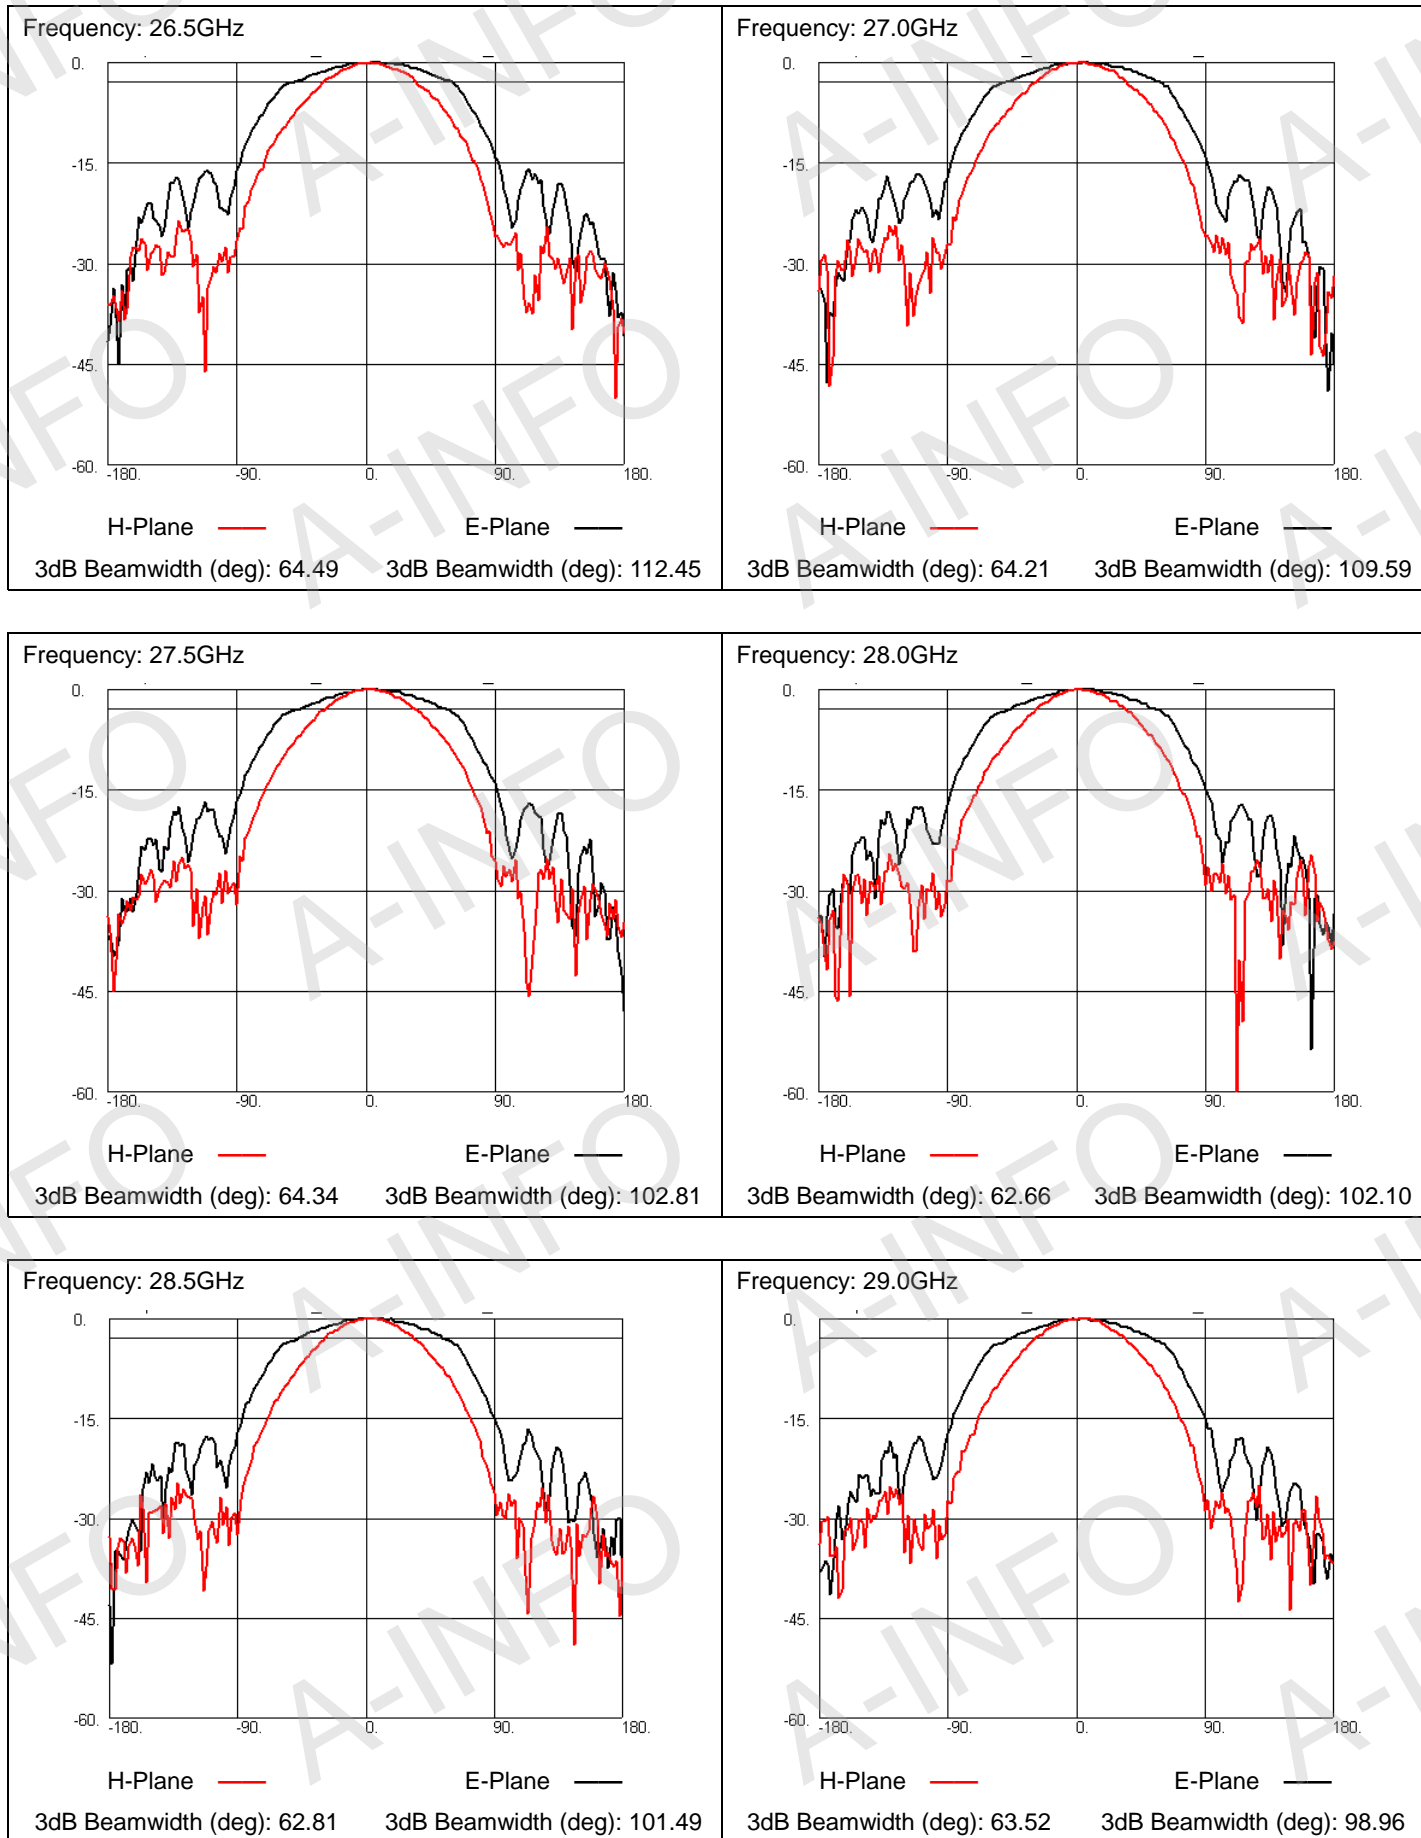 Frequency: 26.5GHz
0.
-15.
-30.
-45.
-60.
-180. -90. 0. 90. 180.
H-Plane E-Plane
3dB Beamwidth (deg): 64.49 3dB Beamwidth (deg): 112.45
Frequency: 27.0GHz
0.
-15.
-30.
-45.
-60.
-180. -90. 0. 90. 180.
H-Plane E-Plane
3dB Beamwidth (deg): 64.21 3dB Beamwidth (deg): 109.59
Frequency: 27.5GHz
0.
-15.
-30.
-45.
-60.
-180. -90. 0. 90. 180.
H-Plane E-Plane
3dB Beamwidth (deg): 64.34 3dB Beamwidth (deg): 102.81
Frequency: 28.0GHz
0.
-15.
-30.
-45.
-60.
-180. -90. 0. 90. 180.
H-Plane E-Plane
3dB Beamwidth (deg): 62.66 3dB Beamwidth (deg): 102.10
Frequency: 28.5GHz
0.
-15.
-30.
-45.
-60.
-180. -90. 0. 90. 180.
H-Plane E-Plane
3dB Beamwidth (deg): 62.81 3dB Beamwidth (deg): 101.49
Frequency: 29.0GHz
0.
-15.
-30.
-45.
-60.
-180. -90. 0. 90. 180.
H-Plane E-Plane
3dB Beamwidth (deg): 63.52 3dB Beamwidth (deg): 98.96
A-INFO